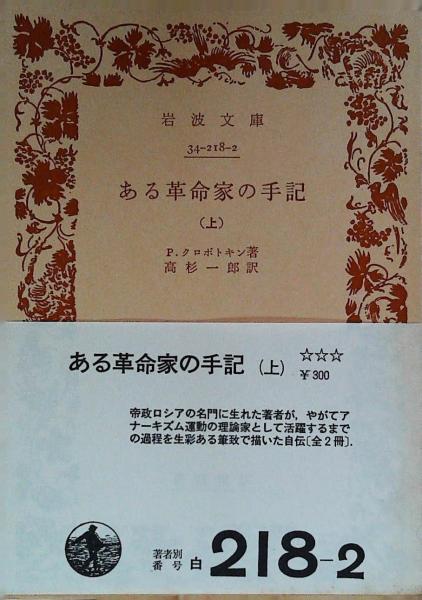 岩波文庫
34-218-2
ある革命家の手記
(上)
P.クロポトキン著
高杉一郎訳
ある革命家の手記(上)
☆☆☆
¥300
帝政ロシアの名門に生れた著者が,やがてア
ナーキズム運動の理論家として活躍するまで
の過程を生彩ある筆致で描いた自伝〔全2冊〕.
著者別
番号
白
218-2